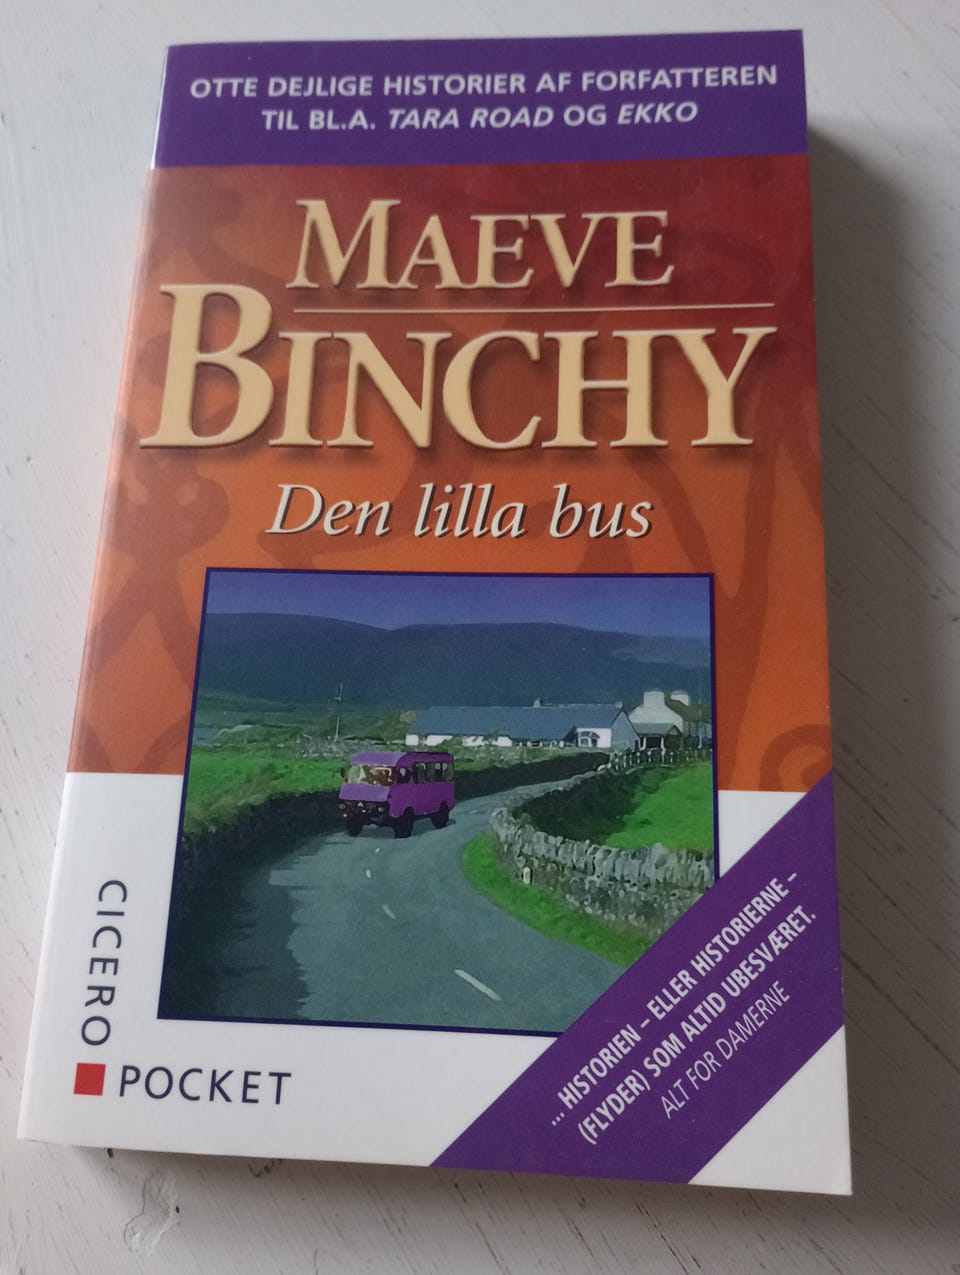 OTTE DEJLIGE HISTORIER AF FORFATTEREN
TIL BL.A. TARA ROAD OG EKKO
MAEVE
BINCHY
Den lilla bus
CICERO
POCKET
... HISTORIEN – ELLER HISTORIERNE –
(FLYDER) SOM ALTID UBESVÆRET.
ALT FOR DAMERNE